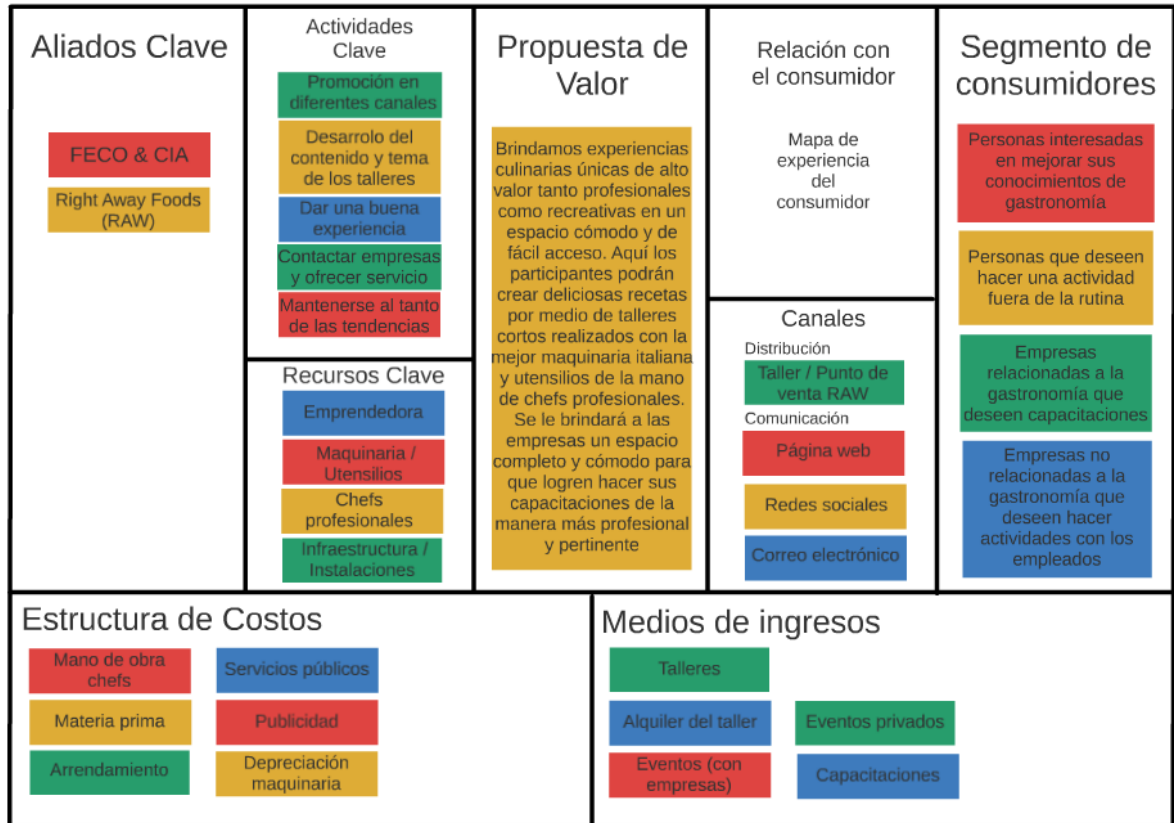 Aliados Clave
FECO & CIA
Right Away Foods
(RAW)
Actividades
Clave
Promoción en
diferentes canales
Desarrolo del
contenido y tema
de los talleres
Dar una buena
experiencia
Contactar empresas
y ofrecer servicio
Mantenerse al tanto
de las tendencias
Recursos Clave
Emprendedora
Maquinaria /
Utensilios
Chefs
profesionales
Infraestructura /
Instalaciones
Propuesta de
Valor
Brindamos experiencias
culinarias únicas de alto
valor tanto profesionales
como recreativas en un
espacio cómodo y de
fácil acceso. Aquí los
participantes podrán
crear deliciosas recetas
por medio de talleres
cortos realizados con la
mejor maquinaria italiana
y utensilios de la mano
de chefs profesionales.
Se le brindará a las
empresas un espacio
completo y cómodo para
que logren hacer sus
capacitaciones de la
manera más profesional
y pertinente
Relación con
el consumidor
Mapa de
experiencia
del
consumidor
Canales
Distribución
Taller / Punto de
venta RAW
Comunicación
Página web
Redes sociales
Correo electrónico
Segmento de
consumidores
Personas interesadas
en mejorar sus
conocimientos de
gastronomía
Personas que deseen
hacer una actividad
fuera de la rutina
Empresas
relacionadas a la
gastronomía que
deseen capacitaciones
Empresas no
relacionadas a la
gastronomía que
deseen hacer
actividades con los
empleados
Estructura de Costos
Mano de obra
chefs
Servicios públicos
Materia prima
Publicidad
Arrendamiento
Depreciación
maquinaria
Medios de ingresos
Talleres
Alquiler del taller
Eventos privados
Eventos (con
empresas)
Capacitaciones